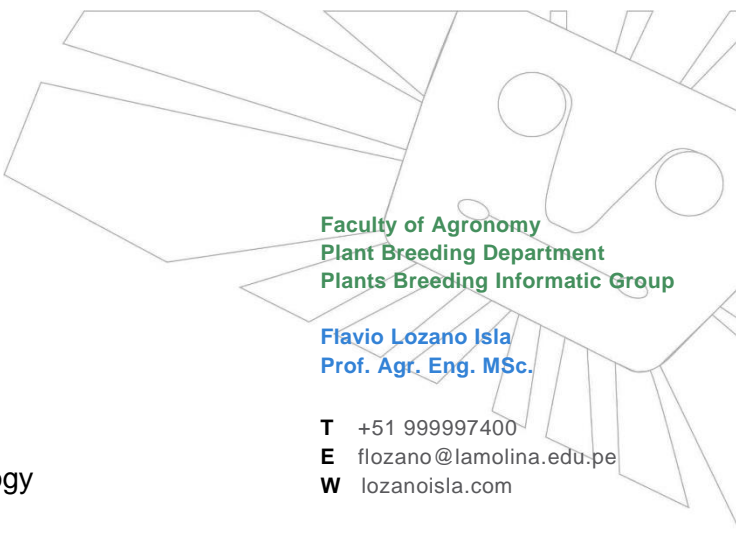 Faculty of Agronomy
Plant Breeding Department
Plants Breeding Informatic Group
Flavio Lozano Isla
Prof. Agr. Eng. MSc.
T +51 999997400
E flozano@lamolina.edu.pe
W lozanoisla.com